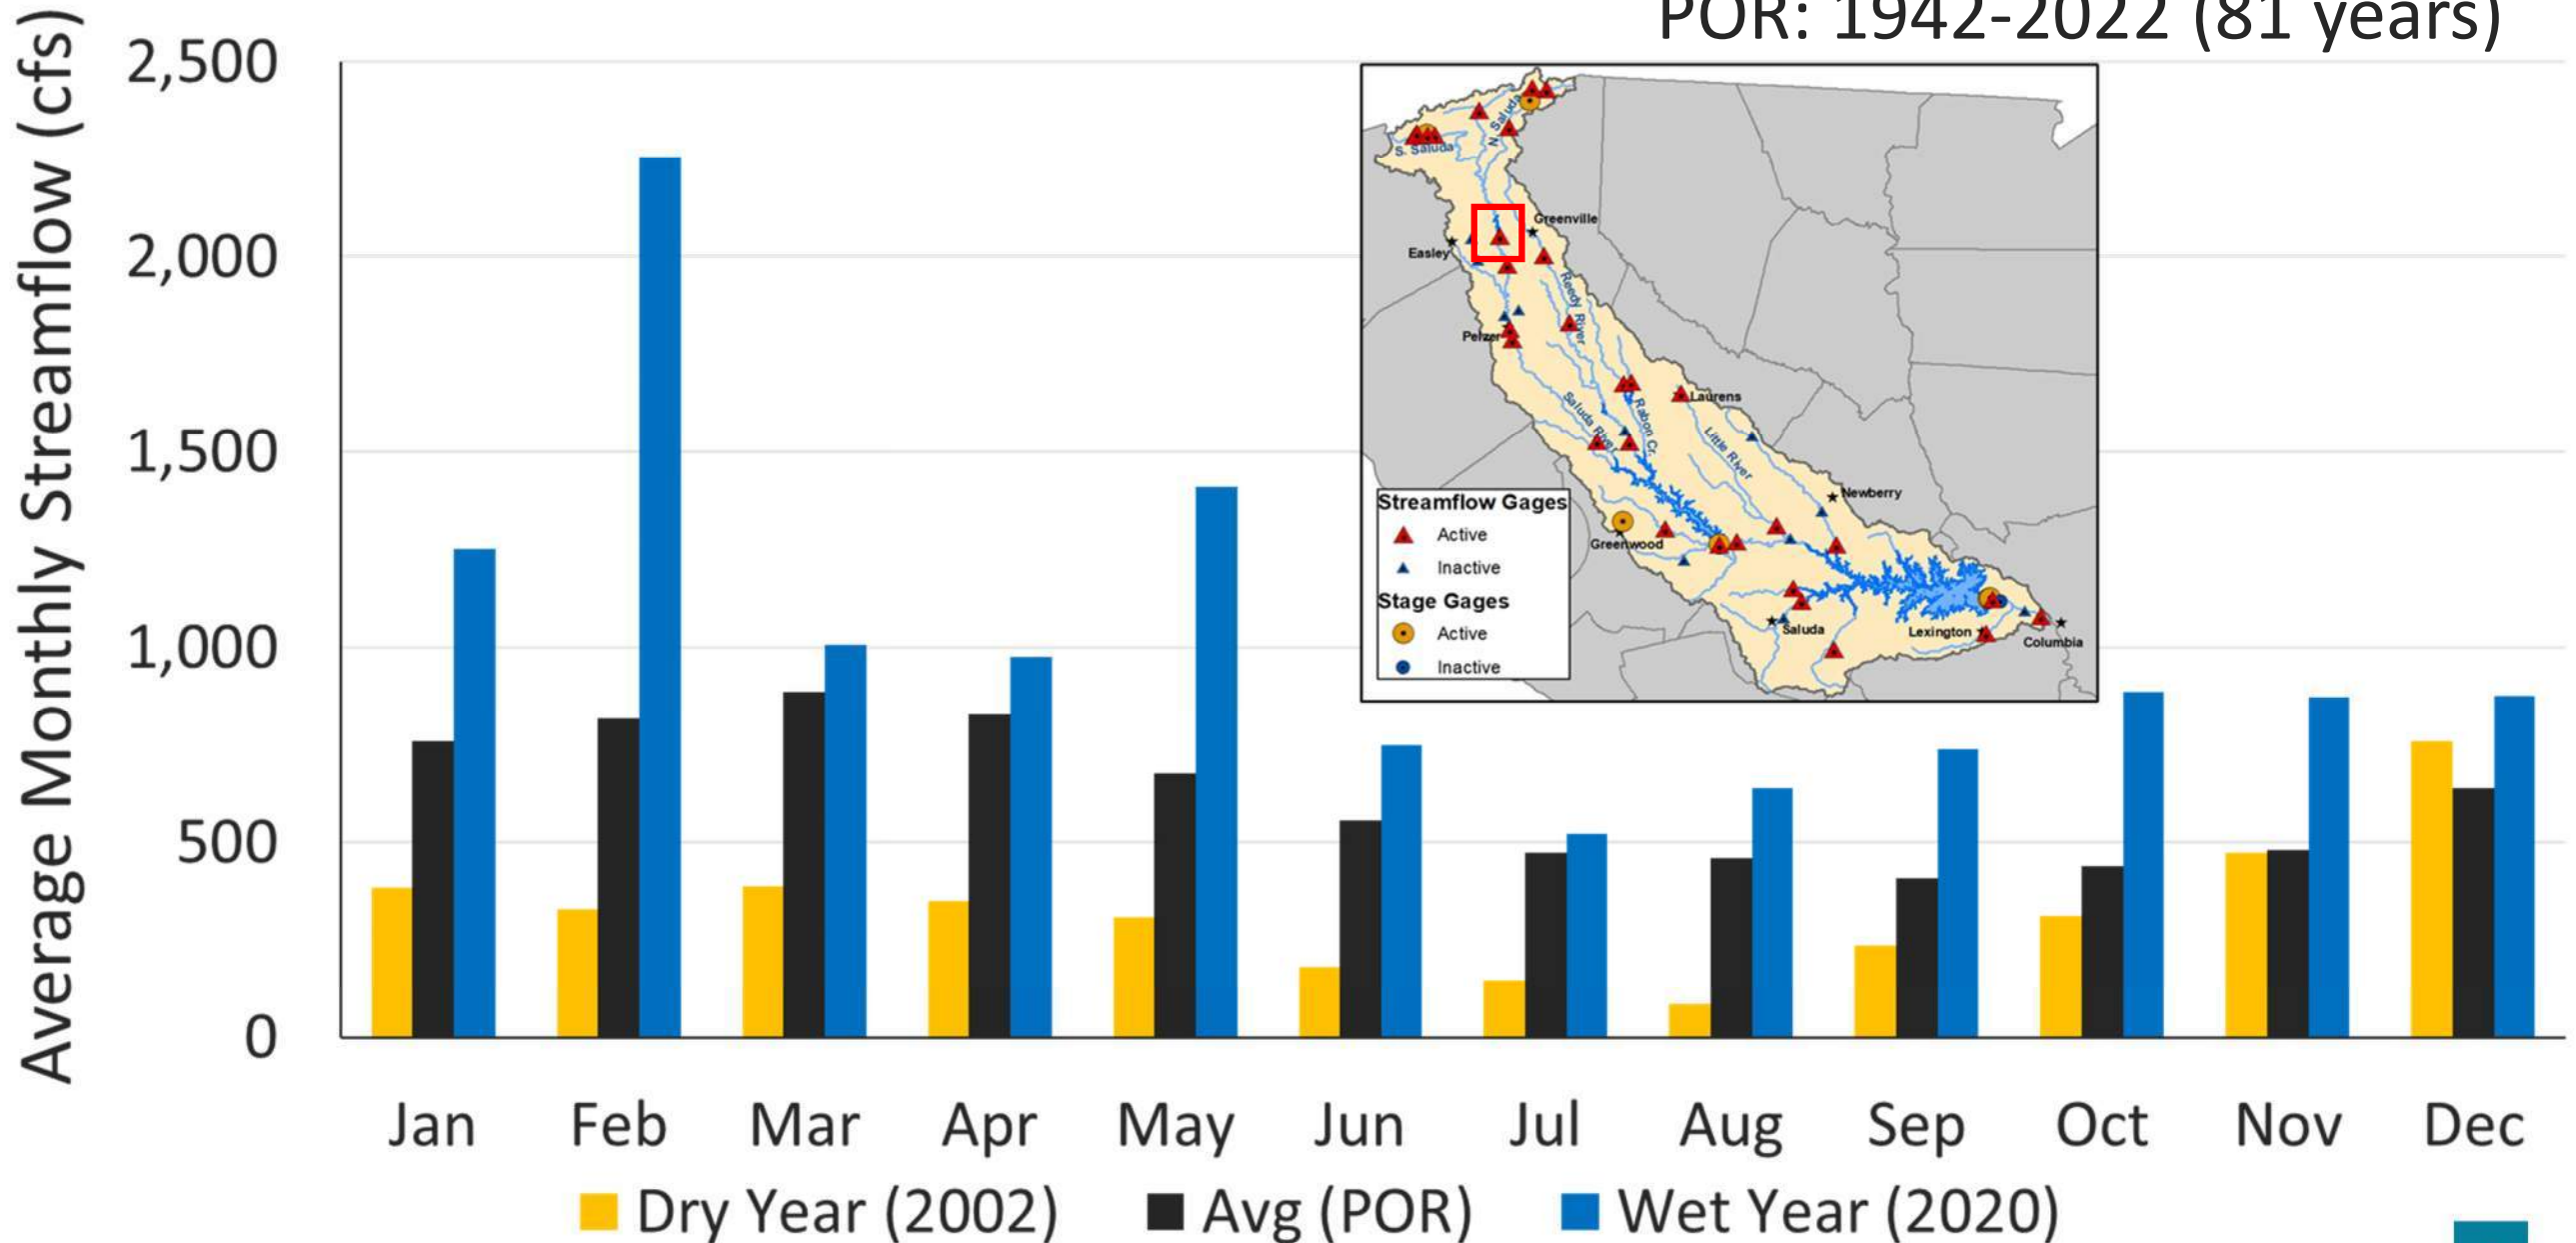 POR: 1942-2022 (81 years)
Average Monthly Streamflow (cfs)
2,500
2,000
1,500
1,000
500
0
N. Saluda
S. Saluda
Greenville
Easley
Reedy River
Pelzer
Laurens
Saluda River
Rabon Cr.
Little River
Newberry
Greenwood
Saluda
Lexington
Columbia
Streamflow Gages
Active
Inactive
Stage Gages
Active
Inactive
Jan Feb Mar Apr May Jun Jul Aug Sep Oct Nov Dec
Dry Year (2002) Avg (POR) Wet Year (2020)